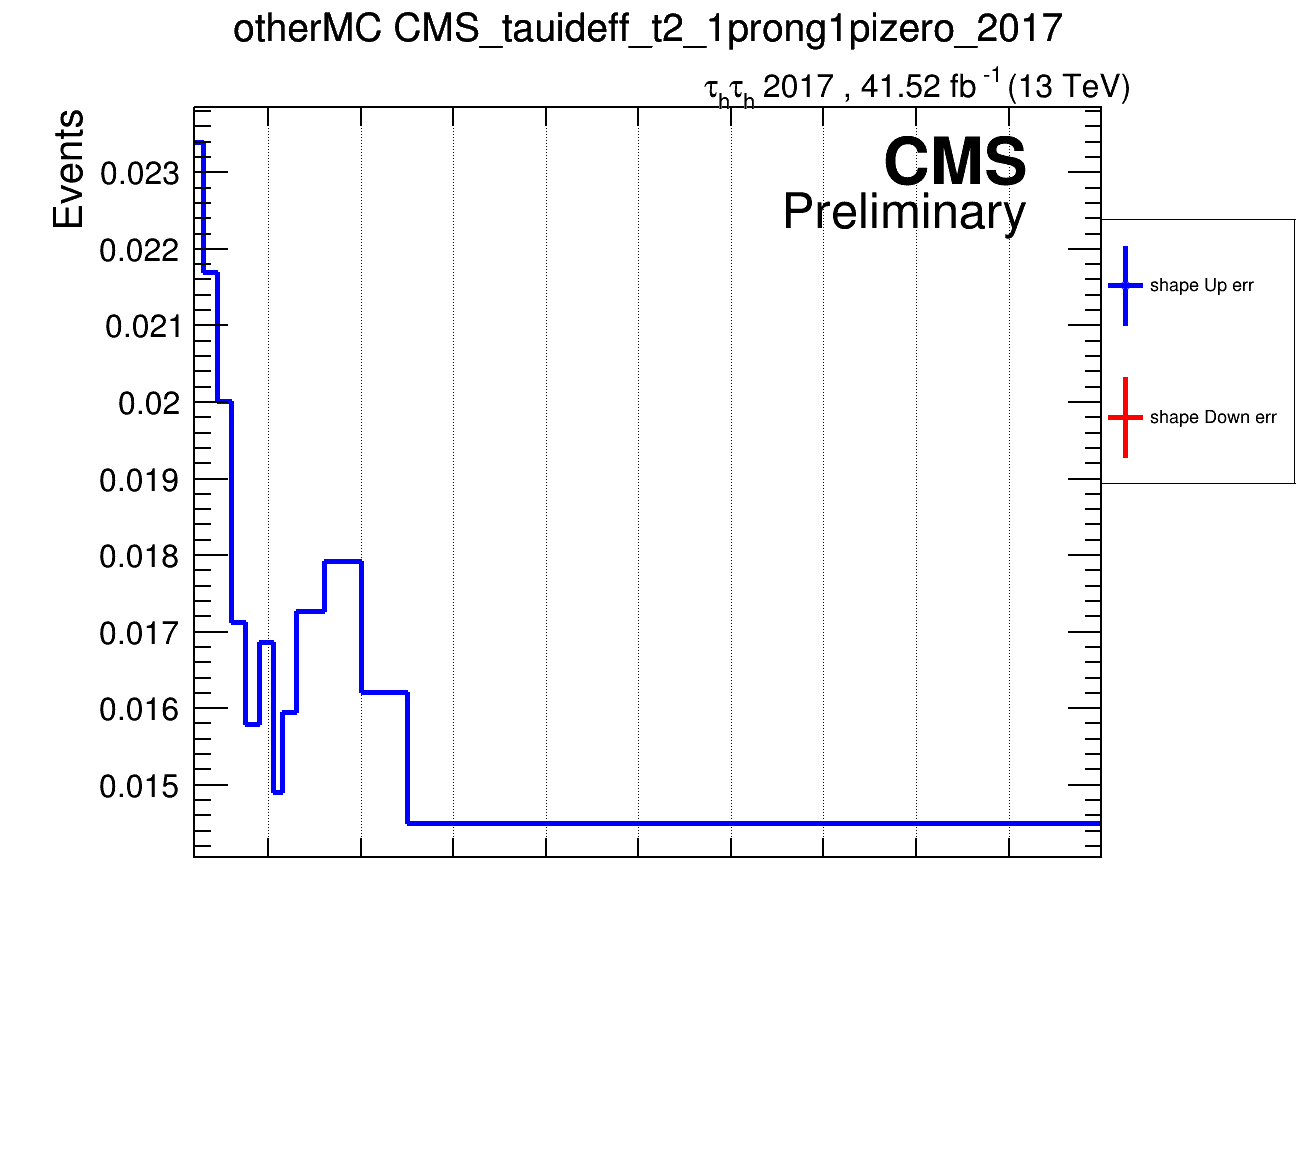 otherMC CMS_tauideff_t2_1prong1pizero_2017
τhτh 2017 , 41.52 fb -1 (13 TeV)
Events
CMS
Preliminary
0.023
0.022
0.021
0.02
0.019
0.018
0.017
0.016
0.015
shape Up err
shape Down err